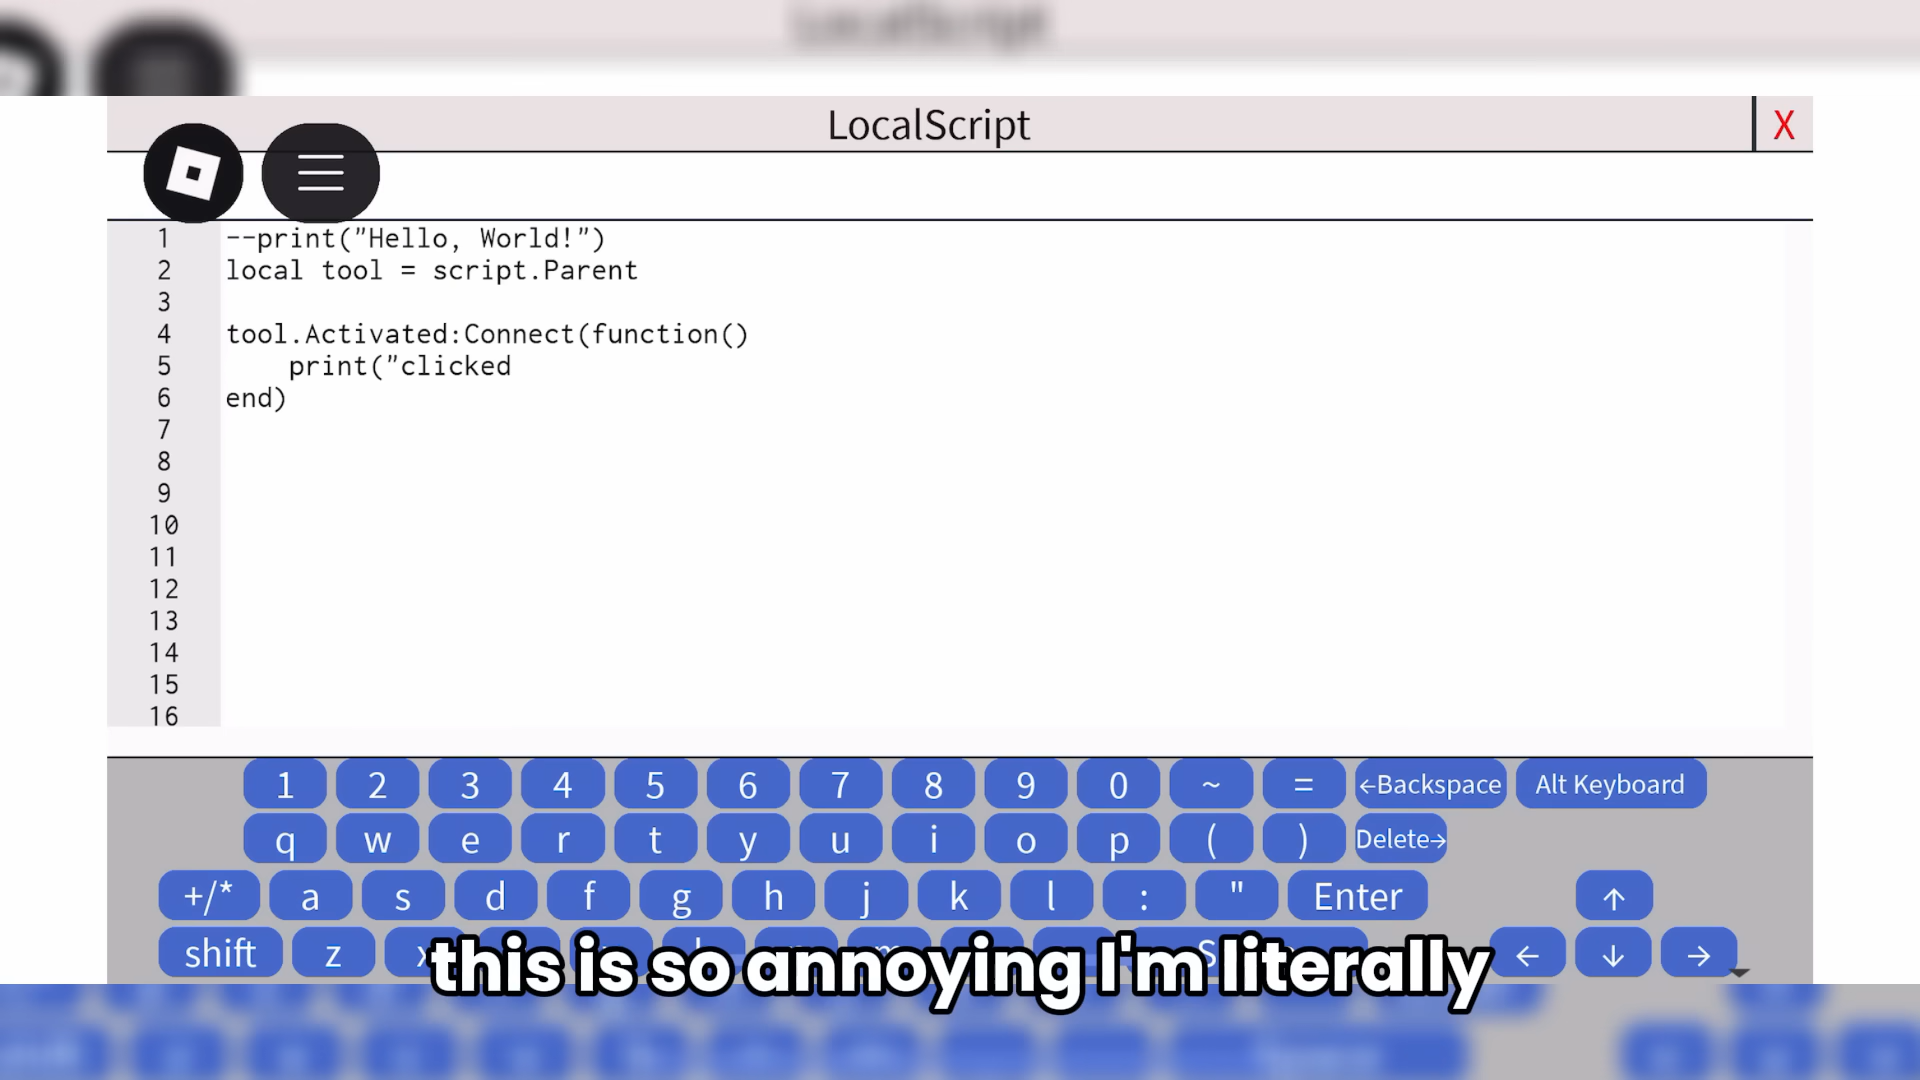 LocalScript
LocalScript
X
1 --print("Hello, World!")
2 local tool = script.Parent
3
4 tool.Activated:Connect(function()
5     print("clicked
6 end)
7
8
9
10
11
12
13
14
15
16
1 2 3 4 5 6 7 8 9 0 ~ = ←Backspace Alt Keyboard
q w e r t y u i o p ( ) Delete→
+/* a s d f g h j k l : " Enter ↑
shift z x ← ↓ →
this is so annoying I'm literally